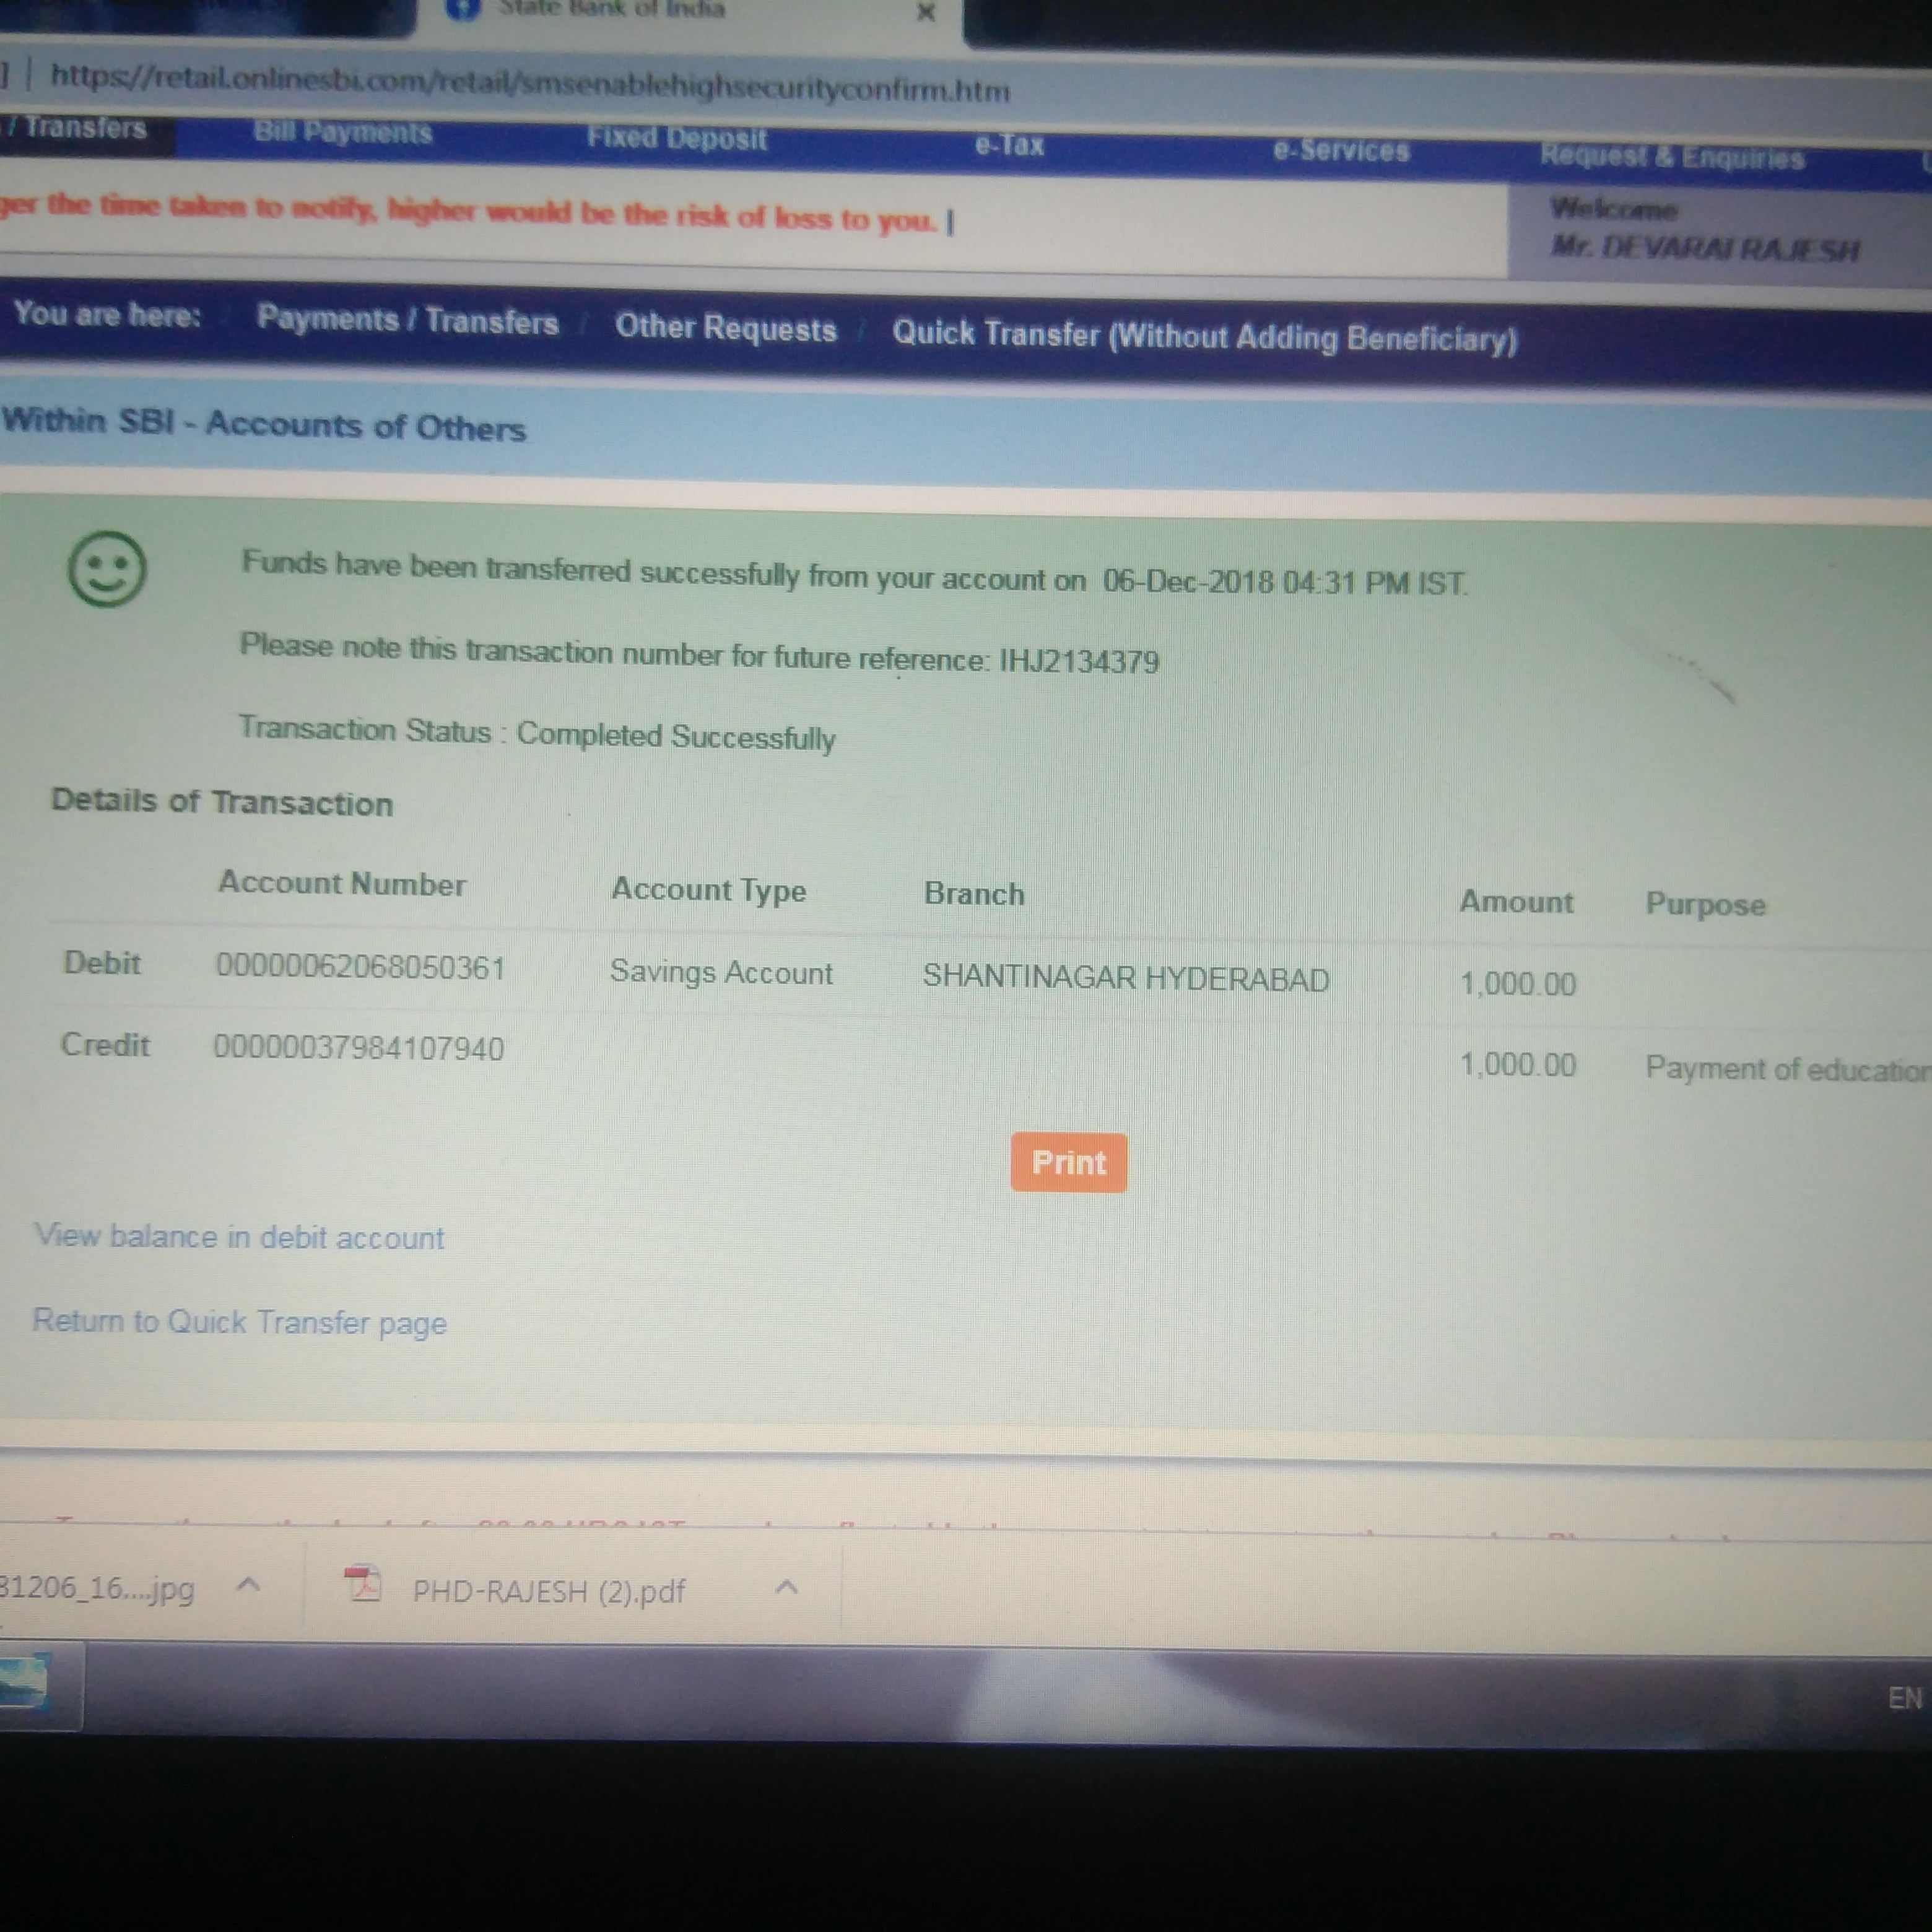 State Bank of India
https://retail.onlinesbi.com/retail/smsenablehighsecurityconfirm.htm
/ Transfers Bill Payments Fixed Deposit e-Tax e-Services Request & Enquiries
ger the time taken to notify, higher would be the risk of loss to you. |
Welcome
Mr. DEVARAI RAJESH
You are here: Payments / Transfers / Other Requests / Quick Transfer (Without Adding Beneficiary)
Within SBI - Accounts of Others
Funds have been transferred successfully from your account on 06-Dec-2018 04:31 PM IST.
Please note this transaction number for future reference: IHJ2134379
Transaction Status : Completed Successfully
Details of Transaction
Account Number Account Type Branch Amount Purpose
Debit 00000062068050361 Savings Account SHANTINAGAR HYDERABAD 1,000.00
Credit 00000037984107940 1,000.00 Payment of education
Print
View balance in debit account
Return to Quick Transfer page
81206_16....jpg PHD-RAJESH (2).pdf
EN